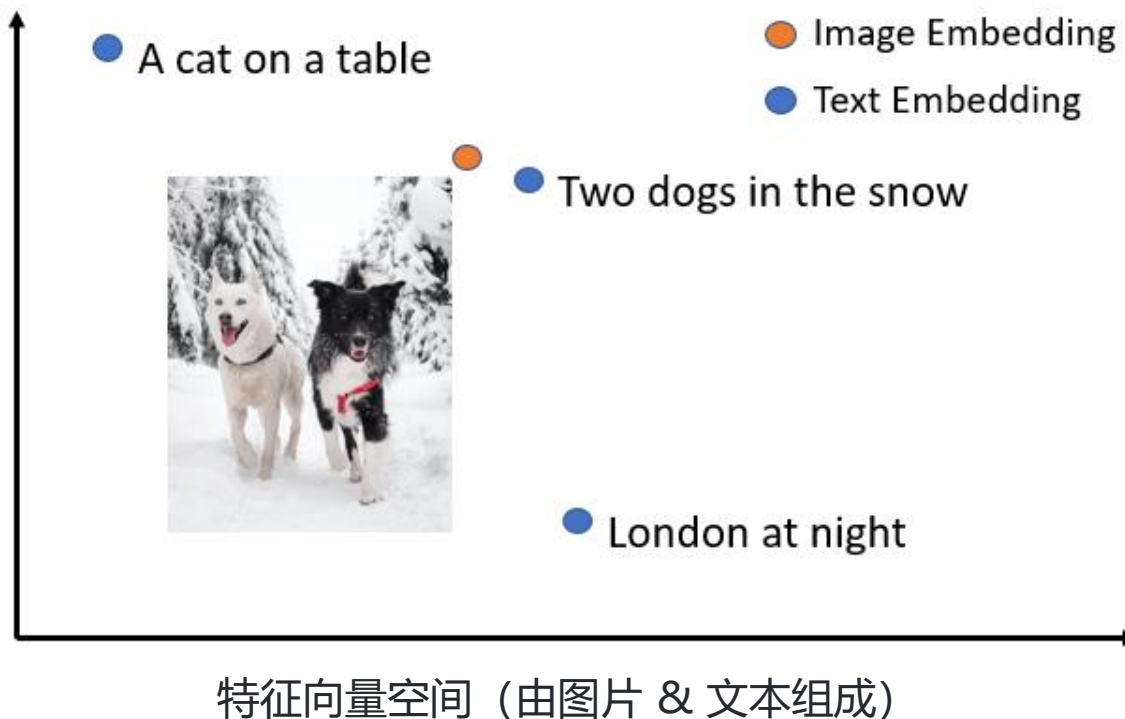 A cat on a table
Image Embedding
Text Embedding
Two dogs in the snow
London at night
特征向量空间（由图片 & 文本组成）